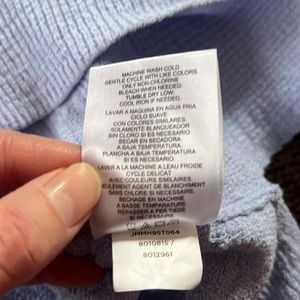 MACHINE WASH COLD
GENTLE CYCLE WITH LIKE COLORS
ONLY NON-CHLORINE
BLEACH WHEN NEEDED.
TUMBLE DRY LOW.
COOL IRON IF NEEDED.
LAVAR A MAQUINA EN AGUA FRIA
CICLO SUAVE
CON COLORES SIMILARES.
SOLAMENTE BLANQUEADOR
SIN CLORO SI ES NECESARIO.
SECAR EN SECADORA
A BAJA TEMPERATURA.
PLANCHA A BAJA TEMPERATURA
SI ES NECESARIO.
LAVER A LA MACHINE A L'EAU FROIDE
CYCLE DELICAT
AVEC COULEURS SIMILAIRES.
SEULEMENT AGENT DE BLANCHIMENT
SANS CHLORE SI NECESSAIRE.
SECHAGE EN MACHINE
A BASSE TEMPERATURE.
REPASSER A FER TIEDE
SI NECESSAIRE.
JMMH9ST064
8010815 /
8012961